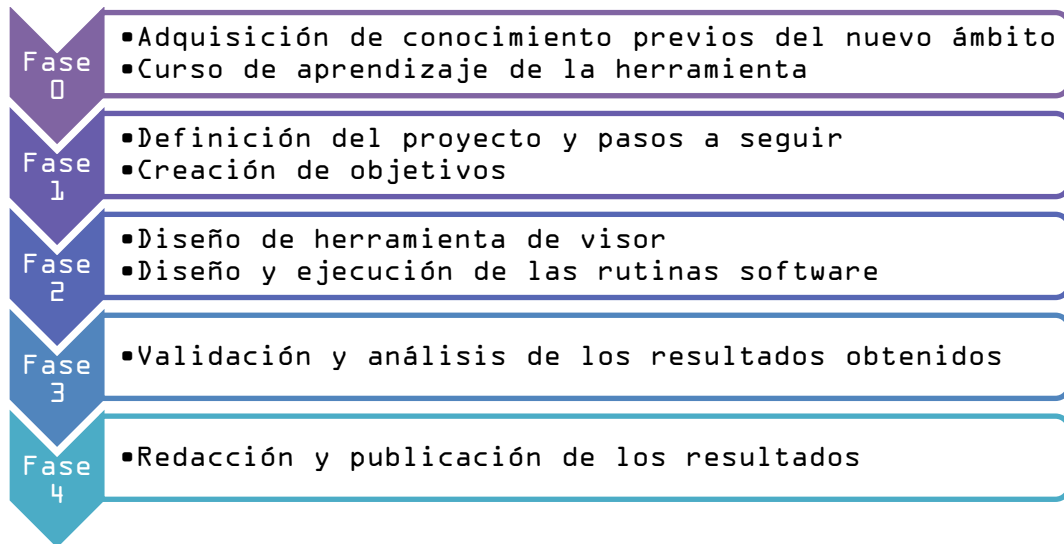 Fase
0
•Adquisición de conocimiento previos del nuevo ámbito
•Curso de aprendizaje de la herramienta
Fase
1
•Definición del proyecto y pasos a seguir
•Creación de objetivos
Fase
2
•Diseño de herramienta de visor
•Diseño y ejecución de las rutinas software
Fase
3
•Validación y análisis de los resultados obtenidos
Fase
4
•Redacción y publicación de los resultados